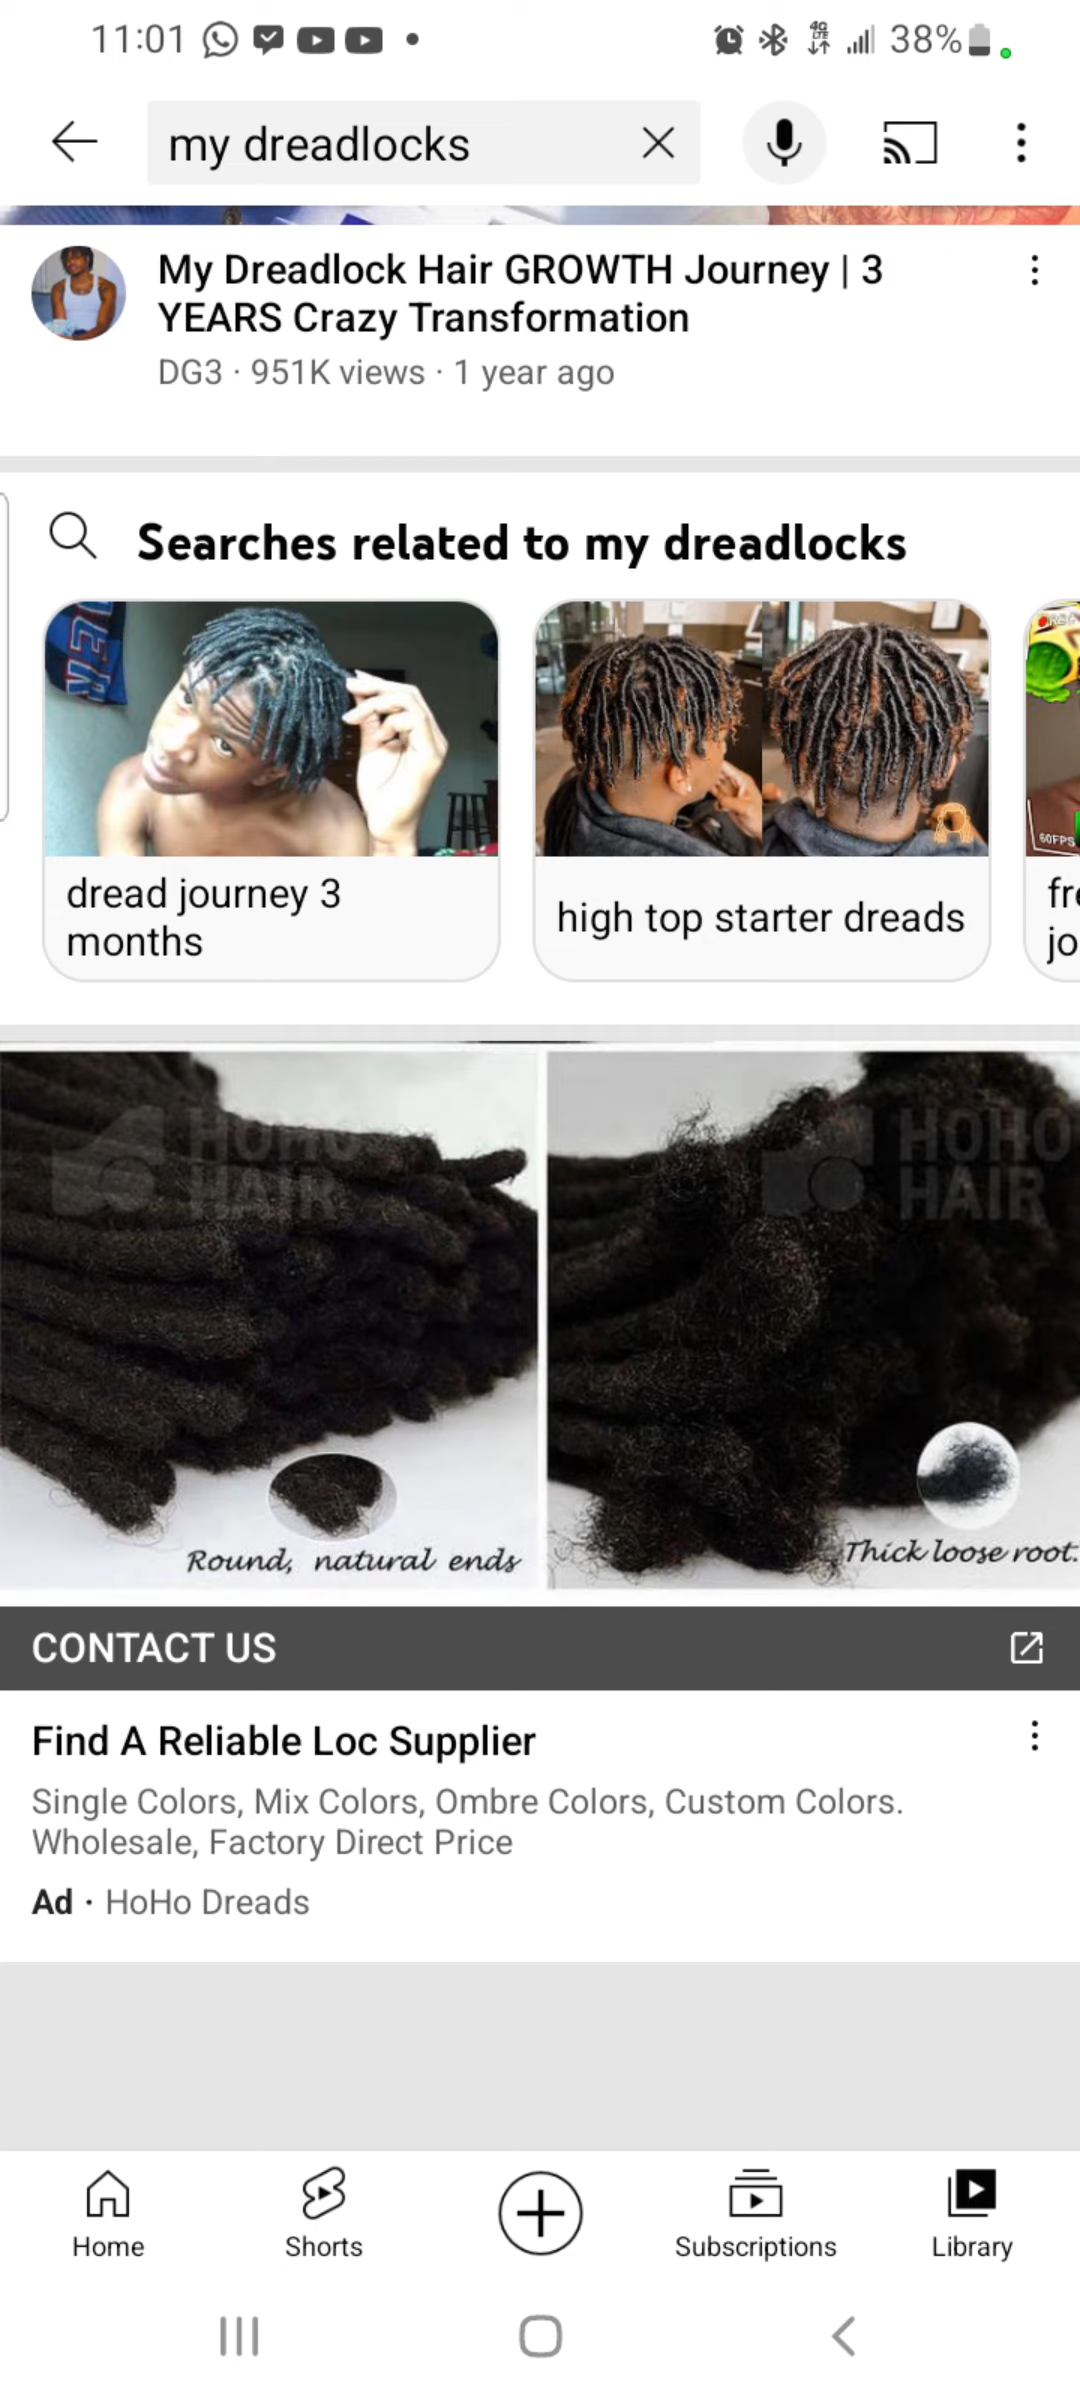 11:01
4G
LTE
38%
my dreadlocks
My Dreadlock Hair GROWTH Journey | 3
YEARS Crazy Transformation
DG3 · 951K views · 1 year ago
Searches related to my dreadlocks
dread journey 3
months
high top starter dreads
60FPS
HOHO
HAIR
HOHO
HAIR
Round, natural ends
Thick loose root.
CONTACT US
Find A Reliable Loc Supplier
Single Colors, Mix Colors, Ombre Colors, Custom Colors.
Wholesale, Factory Direct Price
Ad · HoHo Dreads
Home
Shorts
Subscriptions
Library